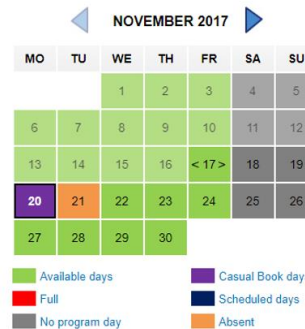 NOVEMBER 2017
MO TU WE TH FR SA SU
1 2 3 4 5
6 7 8 9 10 11 12
13 14 15 16 < 17 > 18 19
20 21 22 23 24 25 26
27 28 29 30
Available days Casual Book days
Full Scheduled days
No program day Absent